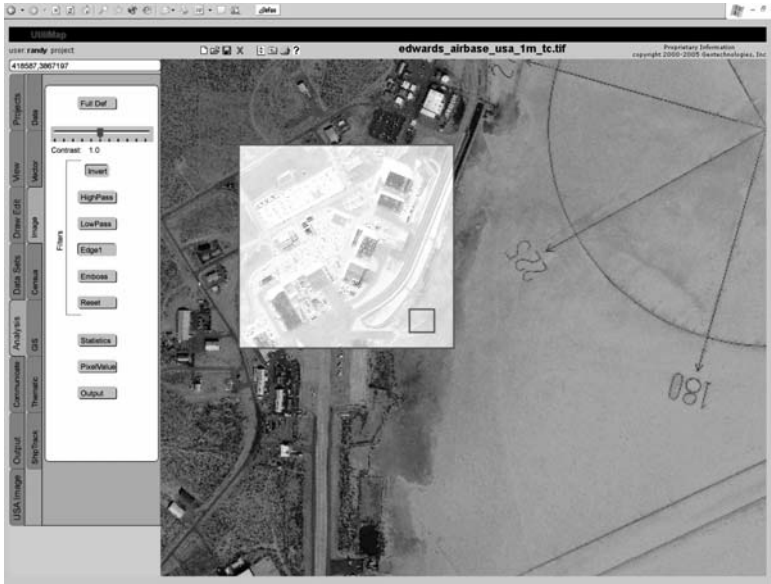 UtiliMap
user randy project
edwards_airbase_usa_1m_tc.tif
Proprietary Information
copyright 2000-2005 Geotechnologies, Inc
418587,3867197
Projects
View
Draw Edit
Data Sets
Analysis
Communicate
Output
USA Image
Data
Vector
Image
Census
GIS
Thematic
ShipTrack
Full Def
Contrast: 1.0
Filters
Invert
HighPass
LowPass
Edge1
Emboss
Reset
Statistics
PixelValue
Output
225
180